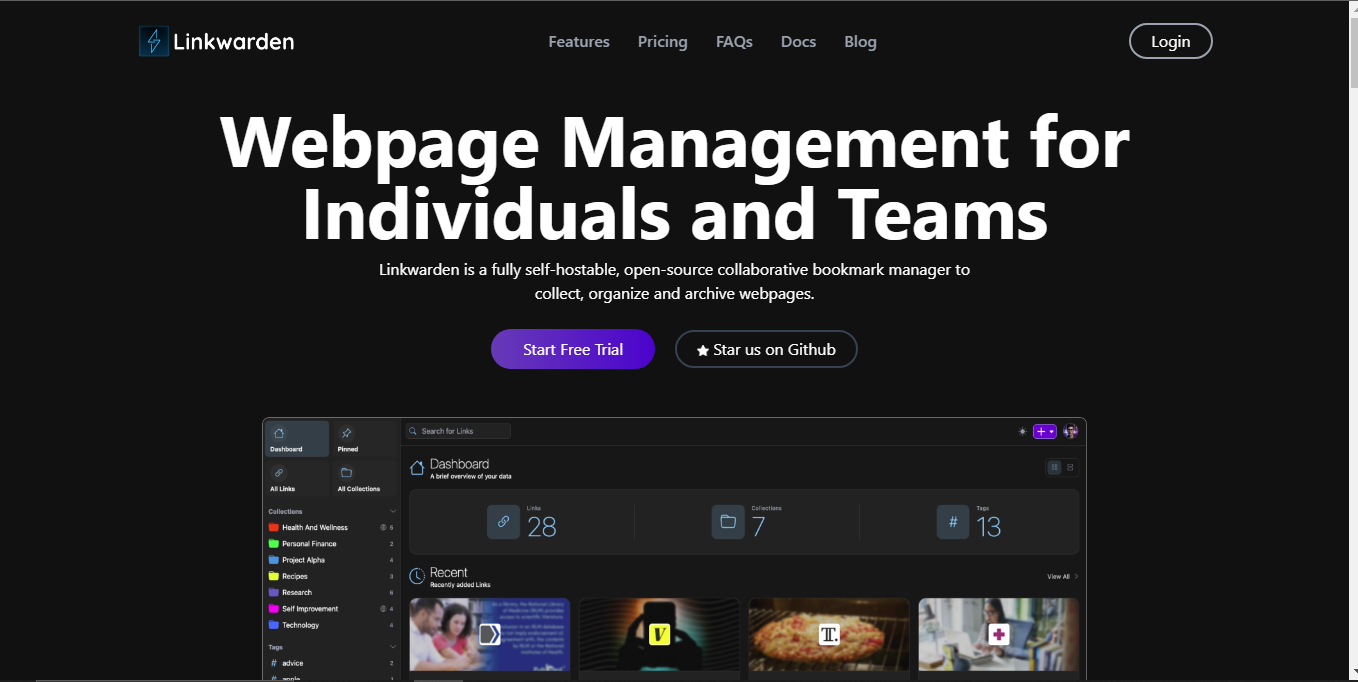 Linkwarden
Features
Pricing
FAQs
Docs
Blog
Login
Webpage Management for
Individuals and Teams
Linkwarden is a fully self-hostable, open-source collaborative bookmark manager to
collect, organize and archive webpages.
Start Free Trial
Star us on Github
Dashboard
Pinned
All Links
All Collections
Collections
Health And Wellness 5
Personal Finance 2
Project Alpha 4
Recipes 3
Research 6
Self Improvement 4
Technology 4
Tags
# advice 2
Search for Links
Dashboard
A brief overview of your data
Links
28
Collections
7
# Tags
13
Recent
Recently added Links
View All
V
T.